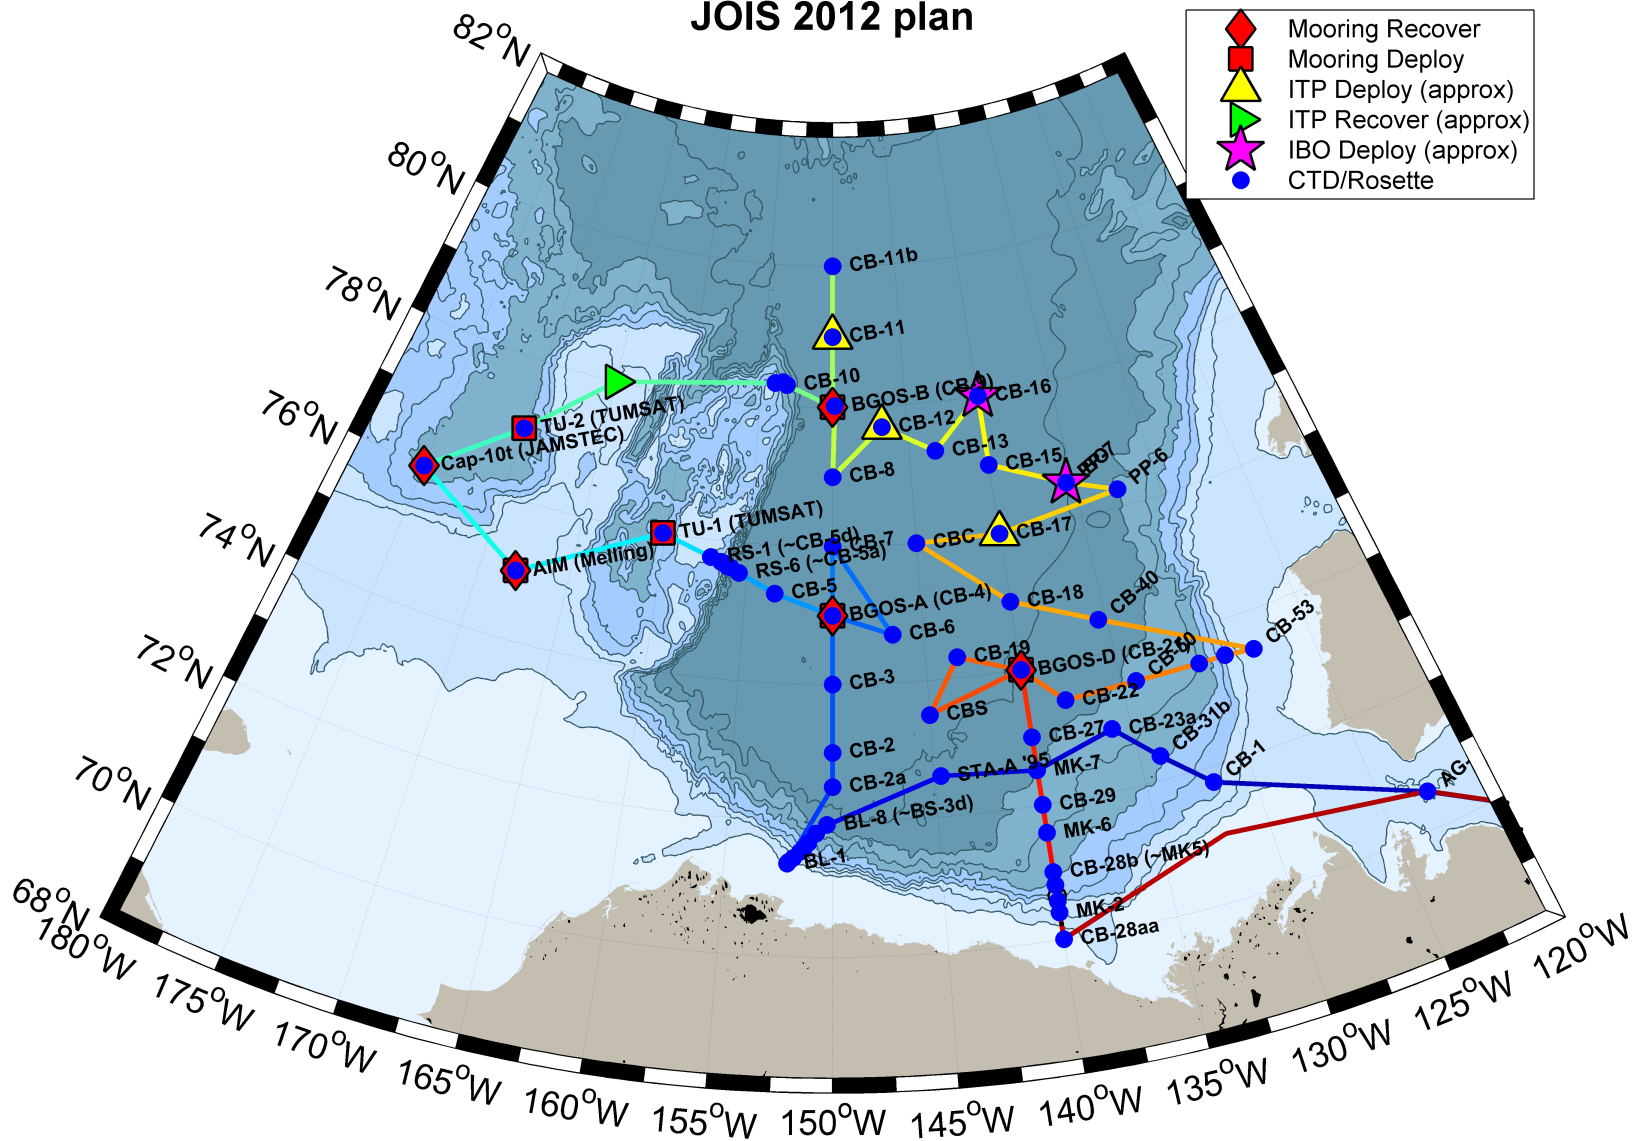 JOIS 2012 plan
Mooring Recover
Mooring Deploy
ITP Deploy (approx)
ITP Recover (approx)
IBO Deploy (approx)
CTD/Rosette
82°N
80°N
78°N
76°N
74°N
72°N
70°N
68°N
180°W
175°W
170°W
165°W
160°W
155°W
150°W
145°W
140°W
135°W
130°W
125°W
120°W
CB-11b
CB-11
CB-10
BGOS-B (CB-9)
CB-16
CB-12
CB-13
CB-8
CB-15
PP-6
TU-2 (TUMSAT)
Cap-10t (JAMSTEC)
TU-1 (TUMSAT)
AIM (Melling)
RS-1 (~CB-5d)
RS-6 (~CB-5a)
CB-7
CBC
CB-17
CB-5
BGOS-A (CB-4)
CB-6
CB-18
CB-40
CB-53
CB-19
BGOS-D (CB-21)
CB-50
CB-22
CBS
CB-3
CB-27
CB-23a
CB-31b
CB-2
STA-A '95
MK-7
CB-1
AG-
CB-2a
CB-29
BL-8 (~BS-3d)
MK-6
BL-1
CB-28b (~MK5)
MK-2
CB-28aa